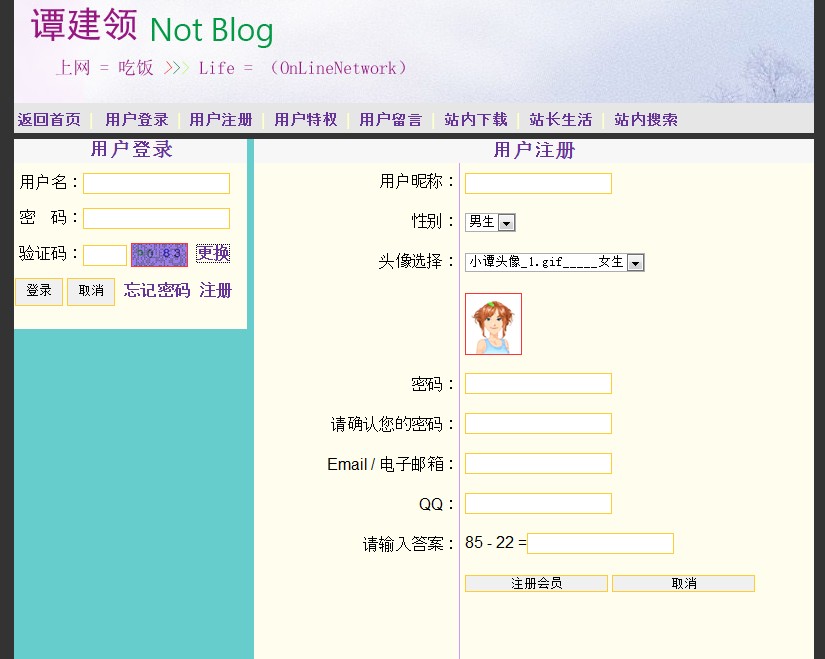 谭建领 Not Blog
上网 = 吃饭 >>> Life = （OnLineNetwork）
返回首页 | 用户登录 | 用户注册 | 用户特权 | 用户留言 | 站内下载 | 站长生活 | 站内搜索
用户登录
用户名：
密 码：
验证码： 更换
登录 取消 忘记密码 注册
用户注册
用户昵称：
性别： 男生
头像选择： 小谭头像_1.gif_____女生
密码：
请确认您的密码：
Email / 电子邮箱：
QQ：
请输入答案： 85 - 22 =
注册会员 取消